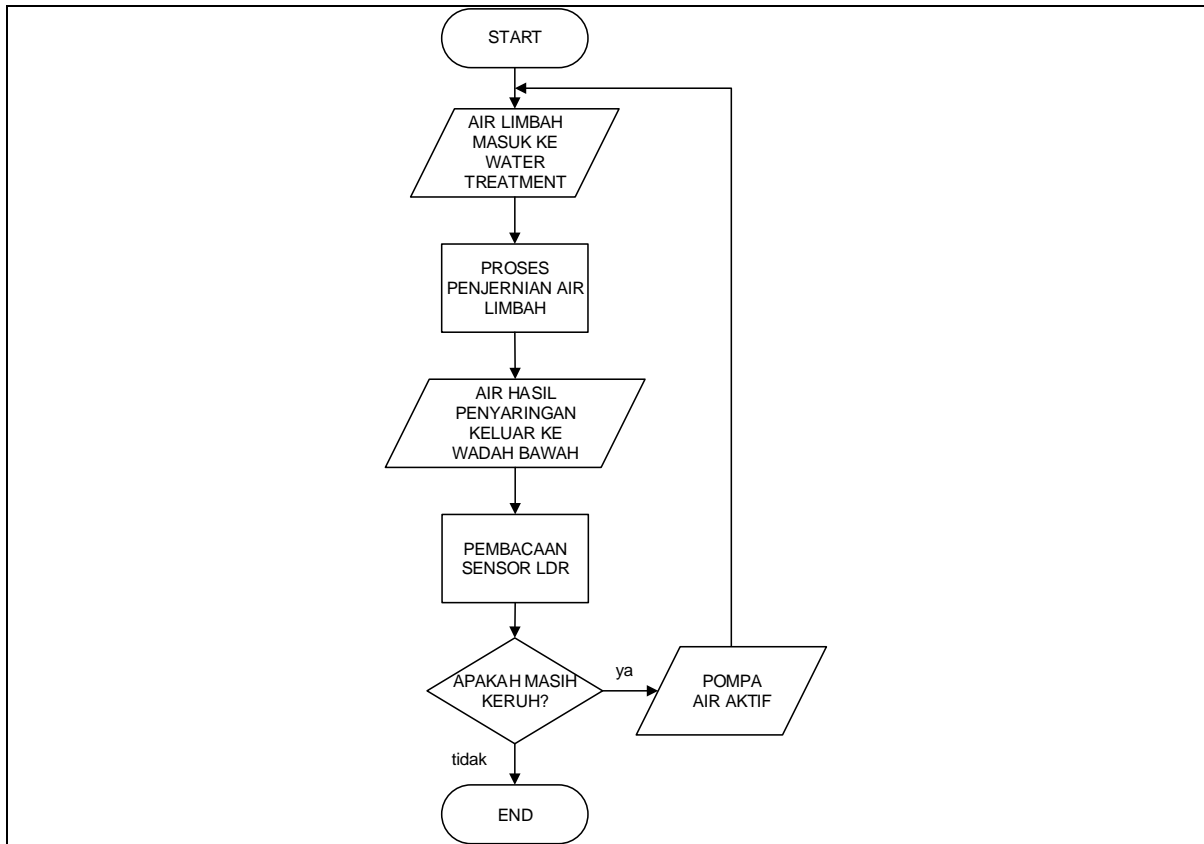 START
AIR LIMBAH
MASUK KE
WATER
TREATMENT
PROSES
PENJERNIAN AIR
LIMBAH
AIR HASIL
PENYARINGAN
KELUAR KE
WADAH BAWAH
PEMBACAAN
SENSOR LDR
APAKAH MASIH
KERUH?
ya
POMPA
AIR AKTIF
tidak
END